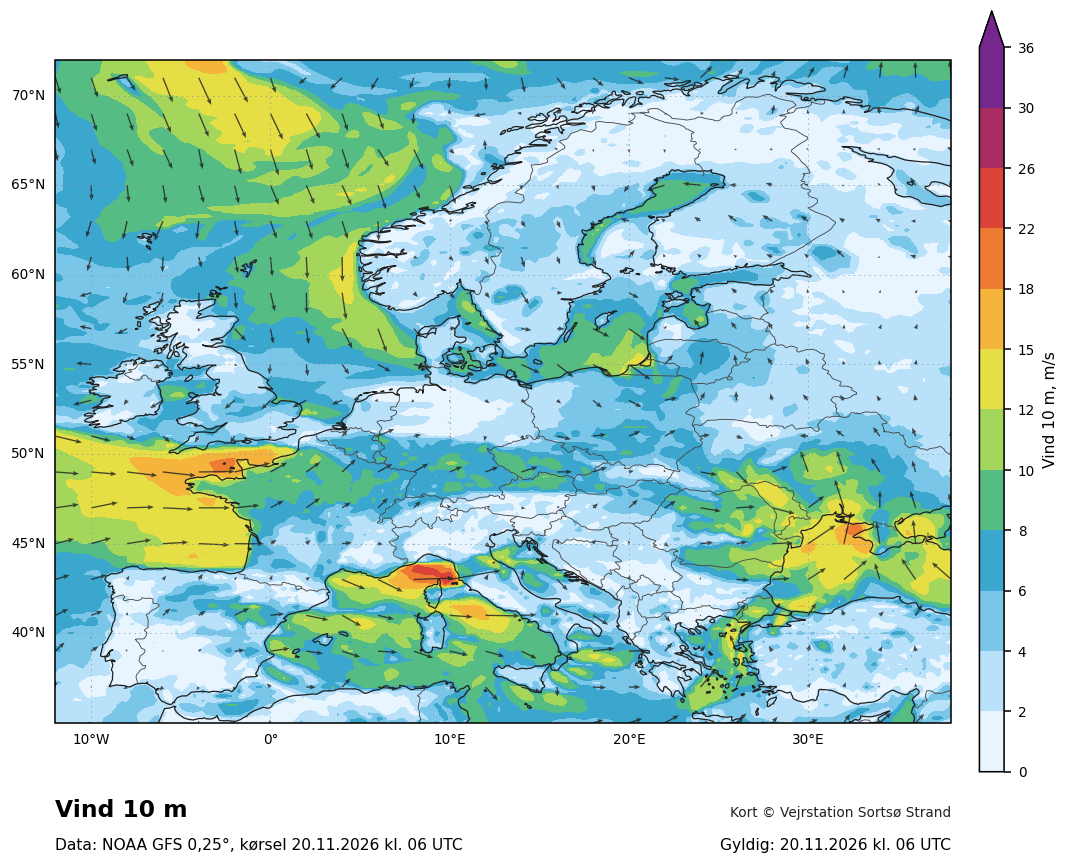 36
30
26
22
18
15
12
10
8
6
4
2
0
Vind 10 m, m/s
70°N
65°N
60°N
55°N
50°N
45°N
40°N
10°W
0°
10°E
20°E
30°E
Vind 10 m
Kort © Vejrstation Sortsø Strand
Data: NOAA GFS 0,25°, kørsel 20.11.2026 kl. 06 UTC
Gyldig: 20.11.2026 kl. 06 UTC